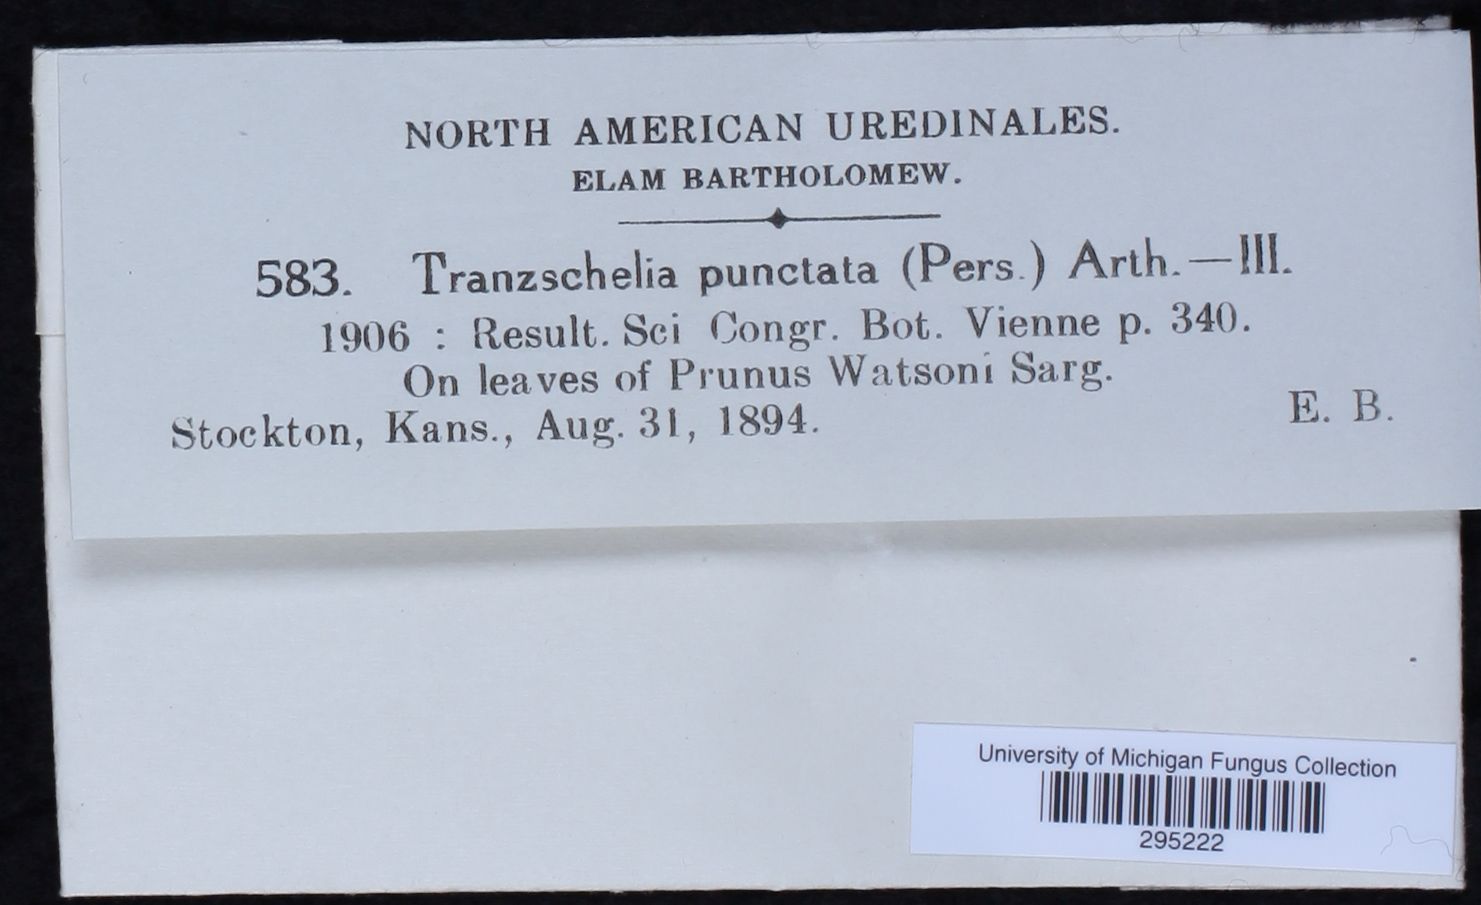 NORTH AMERICAN UREDINALES.
ELAM BARTHOLOMEW.
583. Tranzschelia punctata (Pers.) Arth.—III.
1906 : Result. Sci Congr. Bot. Vienne p. 340.
On leaves of Prunus Watsoni Sarg.
Stockton, Kans., Aug. 31, 1894. E. B.
University of Michigan Fungus Collection
295222